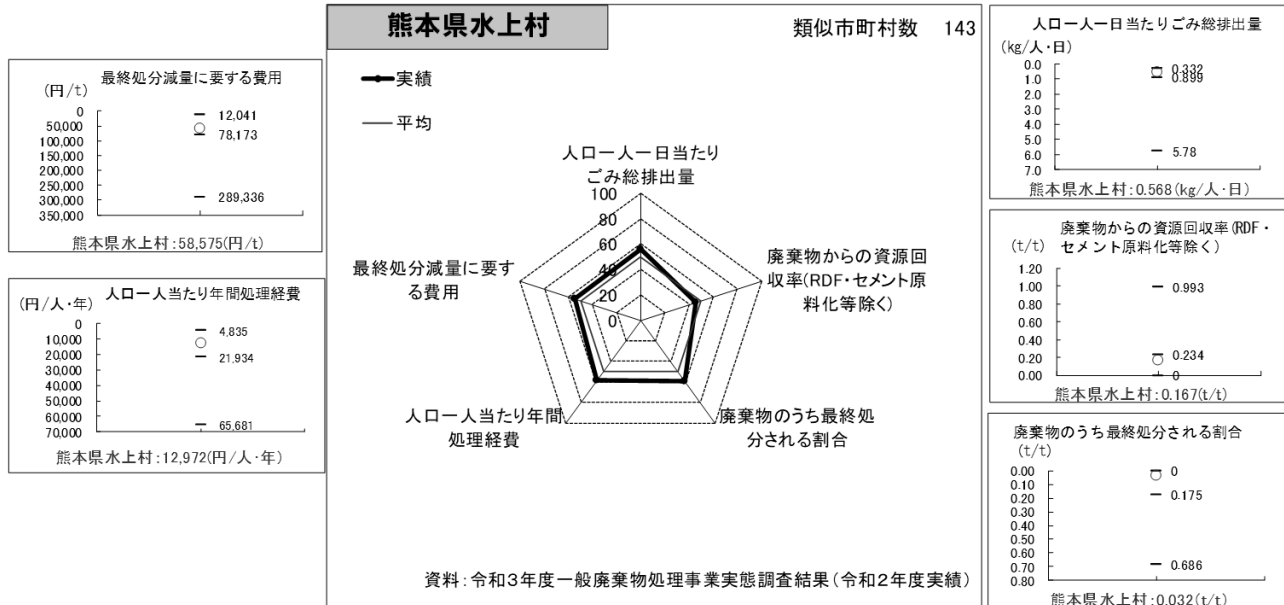 熊本県水上村
類似市町村数 143
実績
平均
人口一人一日当たり
ごみ総排出量
廃棄物からの資源回
収率(RDF・セメント原
料化等除く)
廃棄物のうち最終処
分される割合
人口一人当たり年間
処理経費
最終処分減量に要す
る費用
100
80
60
40
20
0
資料:令和3年度一般廃棄物処理事業実態調査結果(令和2年度実績)
最終処分減量に要する費用
(円/t)
0
50,000
100,000
150,000
200,000
250,000
300,000
350,000
12,041
78,173
289,336
熊本県水上村:58,575(円/t)
人口一人当たり年間処理経費
(円/人・年)
0
10,000
20,000
30,000
40,000
50,000
60,000
70,000
4,835
21,934
65,681
熊本県水上村:12,972(円/人・年)
人口一人一日当たりごみ総排出量
(kg/人・日)
0.0
1.0
2.0
3.0
4.0
5.0
6.0
7.0
0.332
0.899
5.78
熊本県水上村:0.568(kg/人・日)
廃棄物からの資源回収率(RDF・
セメント原料化等除く)
(t/t)
1.20
1.00
0.80
0.60
0.40
0.20
0.00
0.993
0.234
0
熊本県水上村:0.167(t/t)
廃棄物のうち最終処分される割合
(t/t)
0.00
0.10
0.20
0.30
0.40
0.50
0.60
0.70
0.80
0
0.175
0.686
熊本県水上村:0.032(t/t)